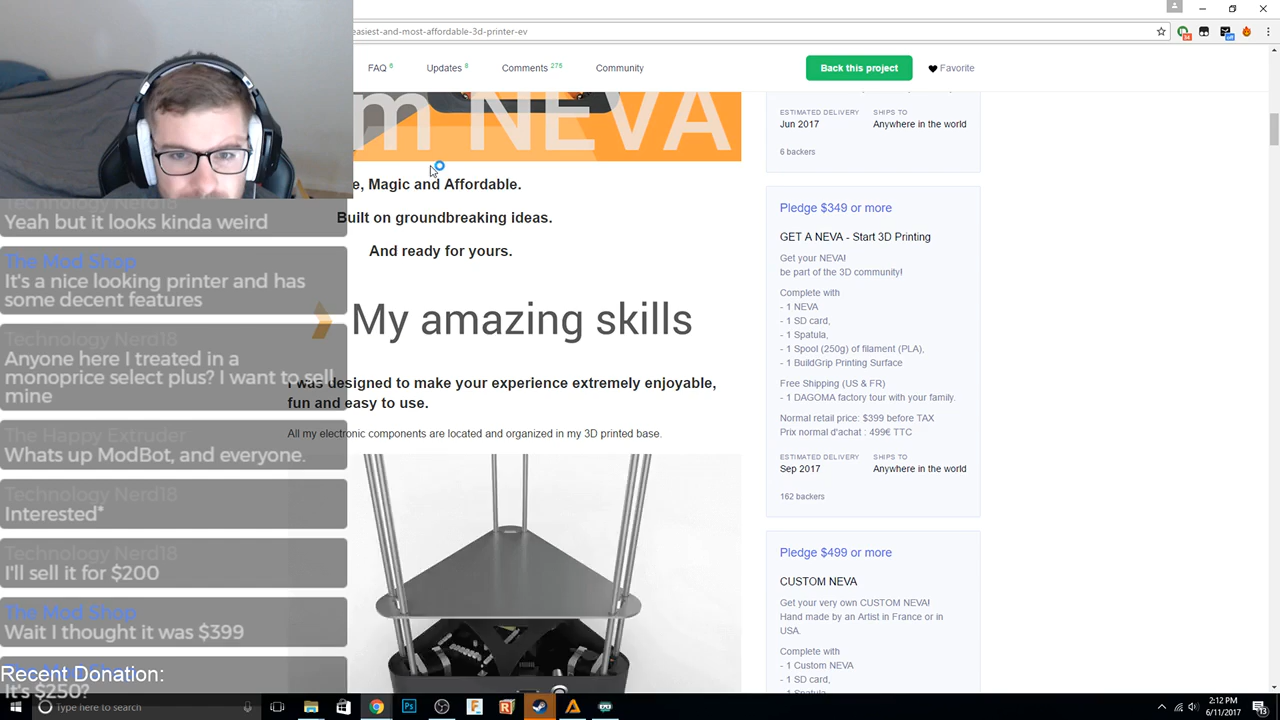 easiest-and-most-affordable-3d-printer-ev
FAQ 6
Updates 8
Comments 276
Community
Back this project
Favorite
m NEVA
e, Magic and Affordable.
Built on groundbreaking ideas.
And ready for yours.
My amazing skills
I was designed to make your experience extremely enjoyable,
fun and easy to use.
All my electronic components are located and organized in my 3D printed base.
ESTIMATED DELIVERY
Jun 2017
SHIPS TO
Anywhere in the world
6 backers
Pledge $349 or more
GET A NEVA - Start 3D Printing
Get your NEVA!
be part of the 3D community!
Complete with
- 1 NEVA
- 1 SD card,
- 1 Spatula,
- 1 Spool (250g) of filament (PLA),
- 1 BuildGrip Printing Surface
Free Shipping (US & FR)
- 1 DAGOMA factory tour with your family.
Normal retail price: $399 before TAX
Prix normal d'achat : 499€ TTC
ESTIMATED DELIVERY
Sep 2017
SHIPS TO
Anywhere in the world
162 backers
Pledge $499 or more
CUSTOM NEVA
Get your very own CUSTOM NEVA!
Hand made by an Artist in France or in
USA.
Complete with
- 1 Custom NEVA
- 1 SD card,
- 1 Spatula,
Technology Nerd18
Yeah but it looks kinda weird
The Mod Shop
It's a nice looking printer and has
some decent features
Technology Nerd18
Anyone here I treated in a
monoprice select plus? I want to sell
mine
The Happy Extruder
Whats up ModBot, and everyone.
Technology Nerd18
Interested*
Technology Nerd18
I'll sell it for $200
The Mod Shop
Wait I thought it was $399
Recent Donation:
It's $250?
Type here to search
2:12 PM
6/11/2017
13